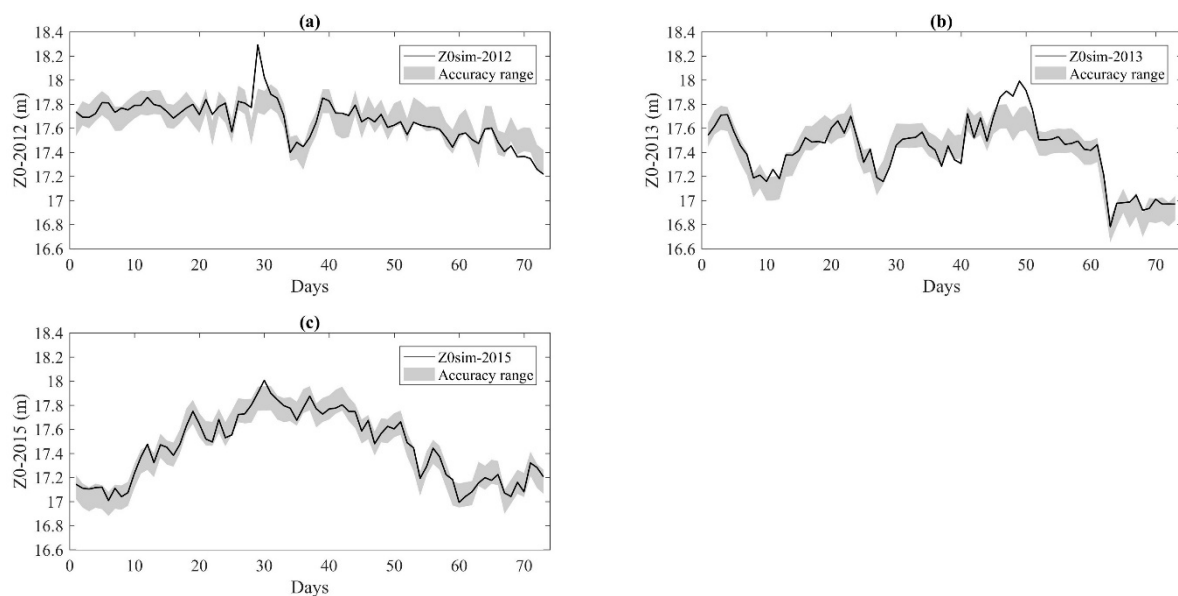 (a)
18.4
18.2
18
17.8
17.6
17.4
17.2
17
16.8
16.6
Z0-2012 (m)
Z0sim-2012
Accuracy range
0 10 20 30 40 50 60 70
Days
(b)
18.4
18.2
18
17.8
17.6
17.4
17.2
17
16.8
16.6
Z0-2013 (m)
Z0sim-2013
Accuracy range
0 10 20 30 40 50 60 70
Days
(c)
18.4
18.2
18
17.8
17.6
17.4
17.2
17
16.8
16.6
Z0-2015 (m)
Z0sim-2015
Accuracy range
0 10 20 30 40 50 60 70
Days